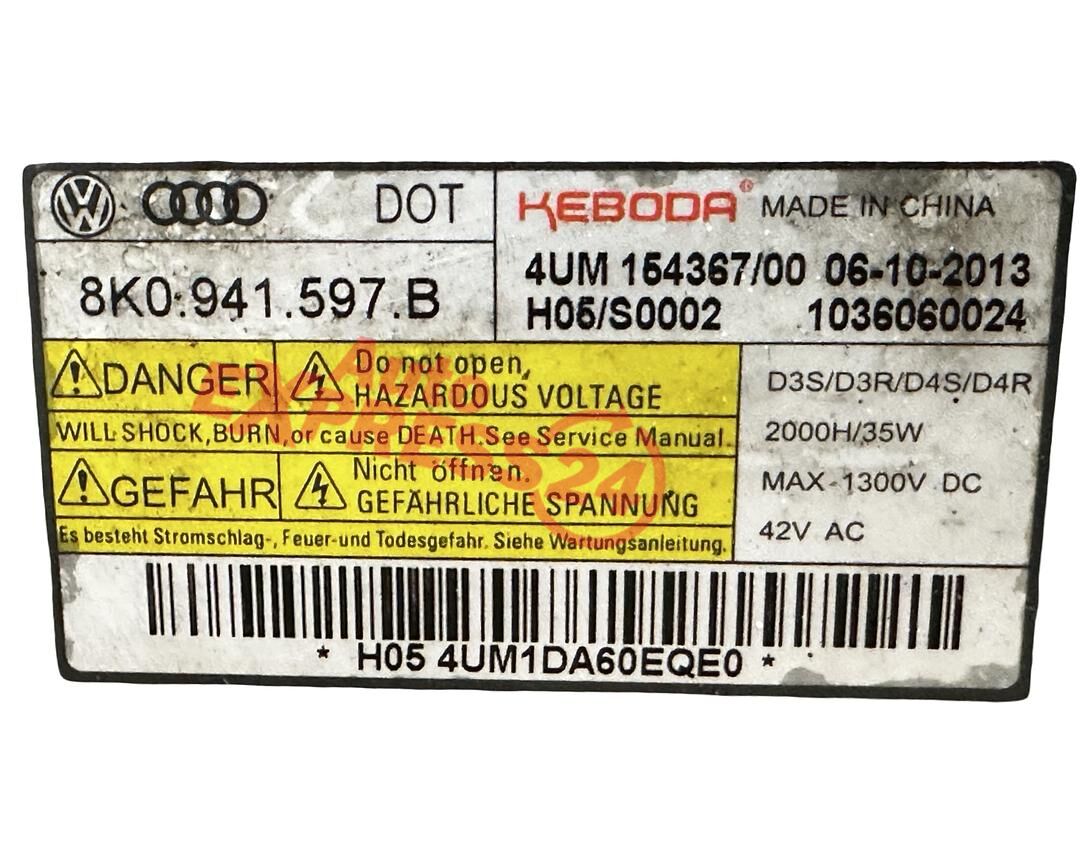 DOT
KEBODA® MADE IN CHINA
8K0.941.597.B
4UM 154367/00 06-10-2013
H05/S0002 1036060024
DANGER
Do not open,
HAZARDOUS VOLTAGE
WILL SHOCK,BURN,or cause DEATH.See Service Manual.
GEFAHR
Nicht öffnen.
GEFÄHRLICHE SPANNUNG
Es besteht Stromschlag-, Feuer-und Todesgefahr. Siehe Wartungsanleitung.
D3S/D3R/D4S/D4R
2000H/35W
MAX 1300V DC
42V AC
* H05 4UM1DA60EQE0 *
AUTO
EXPRESS24